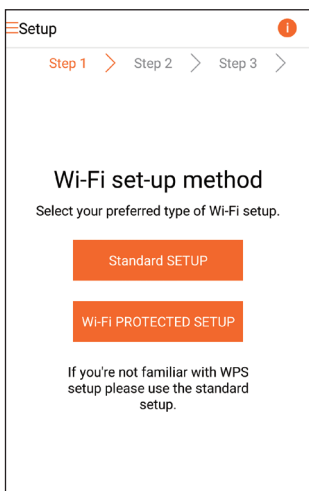 Setup
i
Step 1 Step 2 Step 3
Wi-Fi set-up method
Select your preferred type of Wi-Fi setup.
Standard SETUP
Wi-Fi PROTECTED SETUP
If you're not familiar with WPS
setup please use the standard
setup.